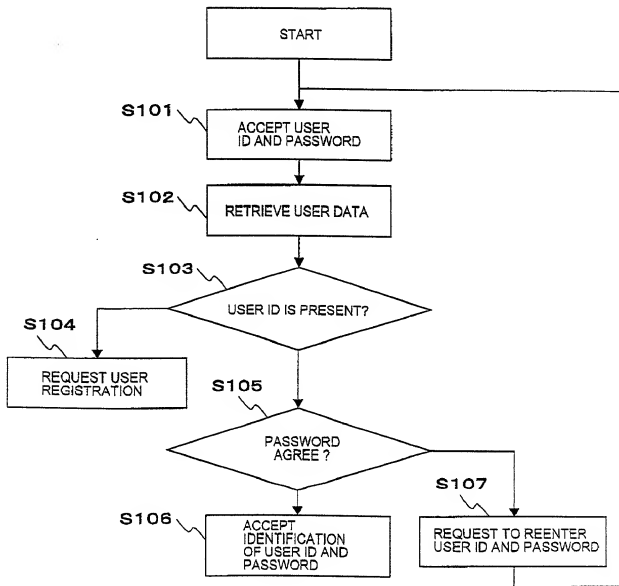 START
S101
ACCEPT USER
ID AND PASSWORD
S102
RETRIEVE USER DATA
S103
USER ID IS PRESENT?
S104
REQUEST USER
REGISTRATION
S105
PASSWORD
AGREE ?
S106
ACCEPT
IDENTIFICATION
OF USER ID AND
PASSWORD
S107
REQUEST TO REENTER
USER ID AND PASSWORD